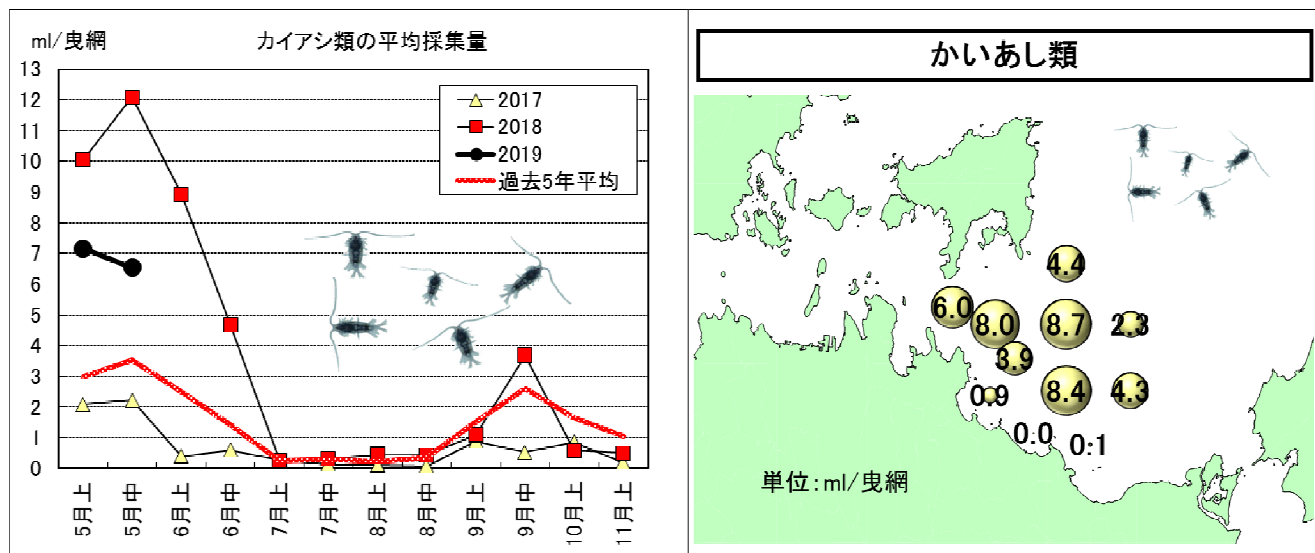 ml/曳網
カイアシ類の平均採集量
13
12
11
10
9
8
7
6
5
4
3
2
1
0
2017
2018
2019
過去5年平均
5月上
5月中
6月上
6月中
7月上
7月中
8月上
8月中
9月上
9月中
10月上
11月上
かいあし類
4.4
6.0
8.0
8.7
2.3
3.9
0.9
8.4
4.3
0.0
0.1
単位:ml/曳網